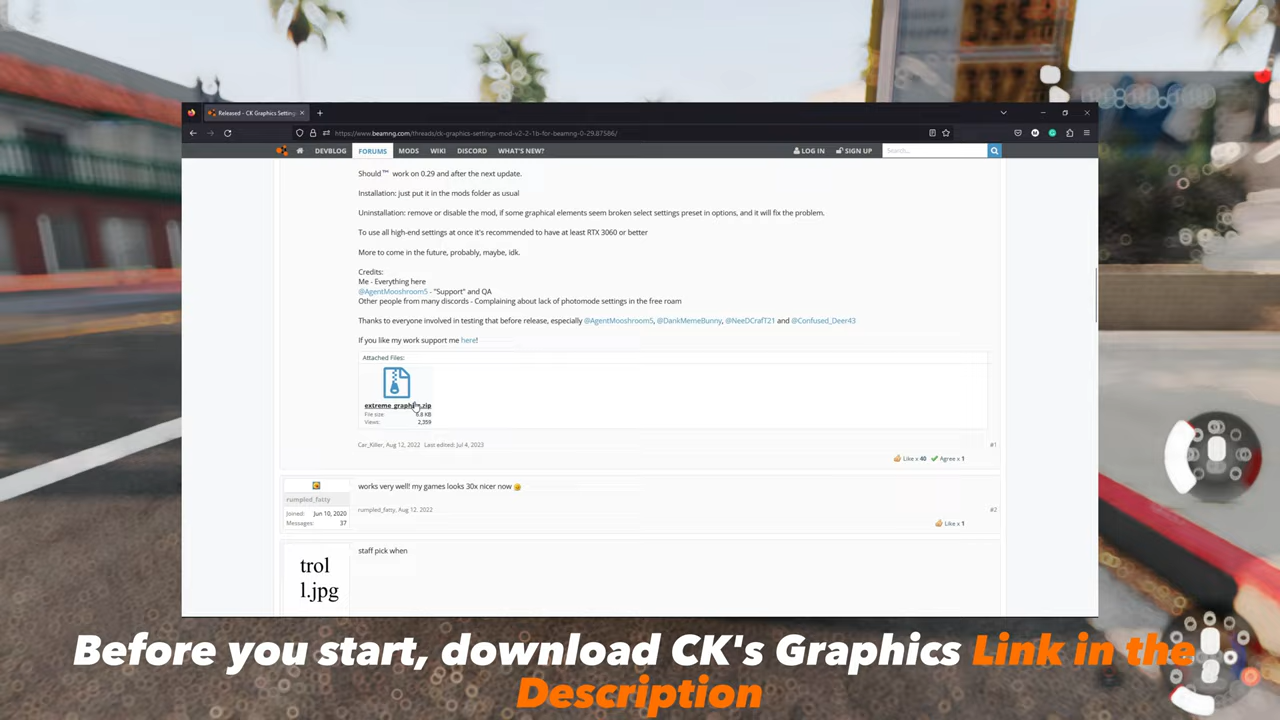 Released - CK Graphics Setting
https://www.beamng.com/threads/ck-graphics-settings-mod-v2-2-1b-for-beamng-0-29.87586/
DEVBLOG FORUMS MODS WIKI DISCORD WHAT'S NEW? LOG IN SIGN UP Search...
Should™ work on 0.29 and after the next update.
Installation: just put it in the mods folder as usual
Uninstallation: remove or disable the mod, if some graphical elements seem broken select settings preset in options, and it will fix the problem.
To use all high-end settings at once it's recommended to have at least RTX 3060 or better
More to come in the future, probably, maybe, idk.
Credits:
Me - Everything here
@AgentMooshroom5 - "Support" and QA
Other people from many discords - Complaining about lack of photomode settings in the free roam
Thanks to everyone involved in testing that before release, especially @AgentMooshroom5, @DankMemeBunny, @NeeDCraft21 and @Confused_Deer43
If you like my work support me here!
Attached Files:
.zip
File size: 6.6 KB
Views: 2,359
Car_Killer, Aug 12, 2022 Last edited: Jul 4, 2023 #1
Like x 40 Agree x 1
works very well! my games looks 30x nicer now
rumpled_fatty
Joined: Jun 10, 2020
Messages: 37
rumpled_fatty, Aug 12, 2022 #2
Like x 1
staff pick when
trol
l.jpg
Before you start, download CK's Graphics Link in the
Description